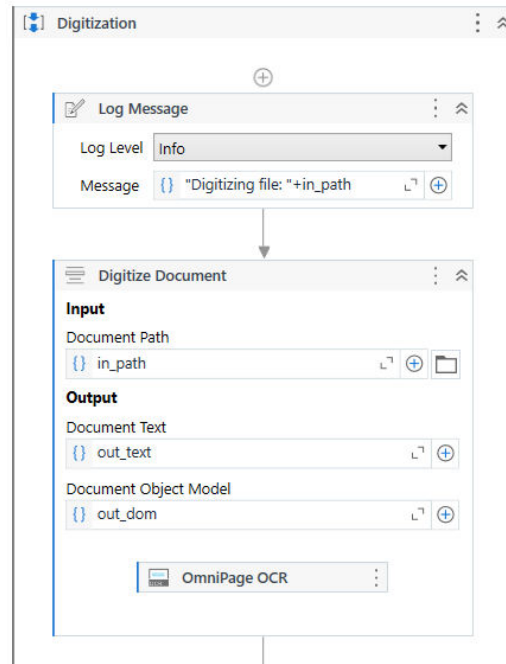 Digitization
Log Message
Log Level Info
Message {} "Digitizing file: "+in_path
Digitize Document
Input
Document Path
{} in_path
Output
Document Text
{} out_text
Document Object Model
{} out_dom
OmniPage OCR